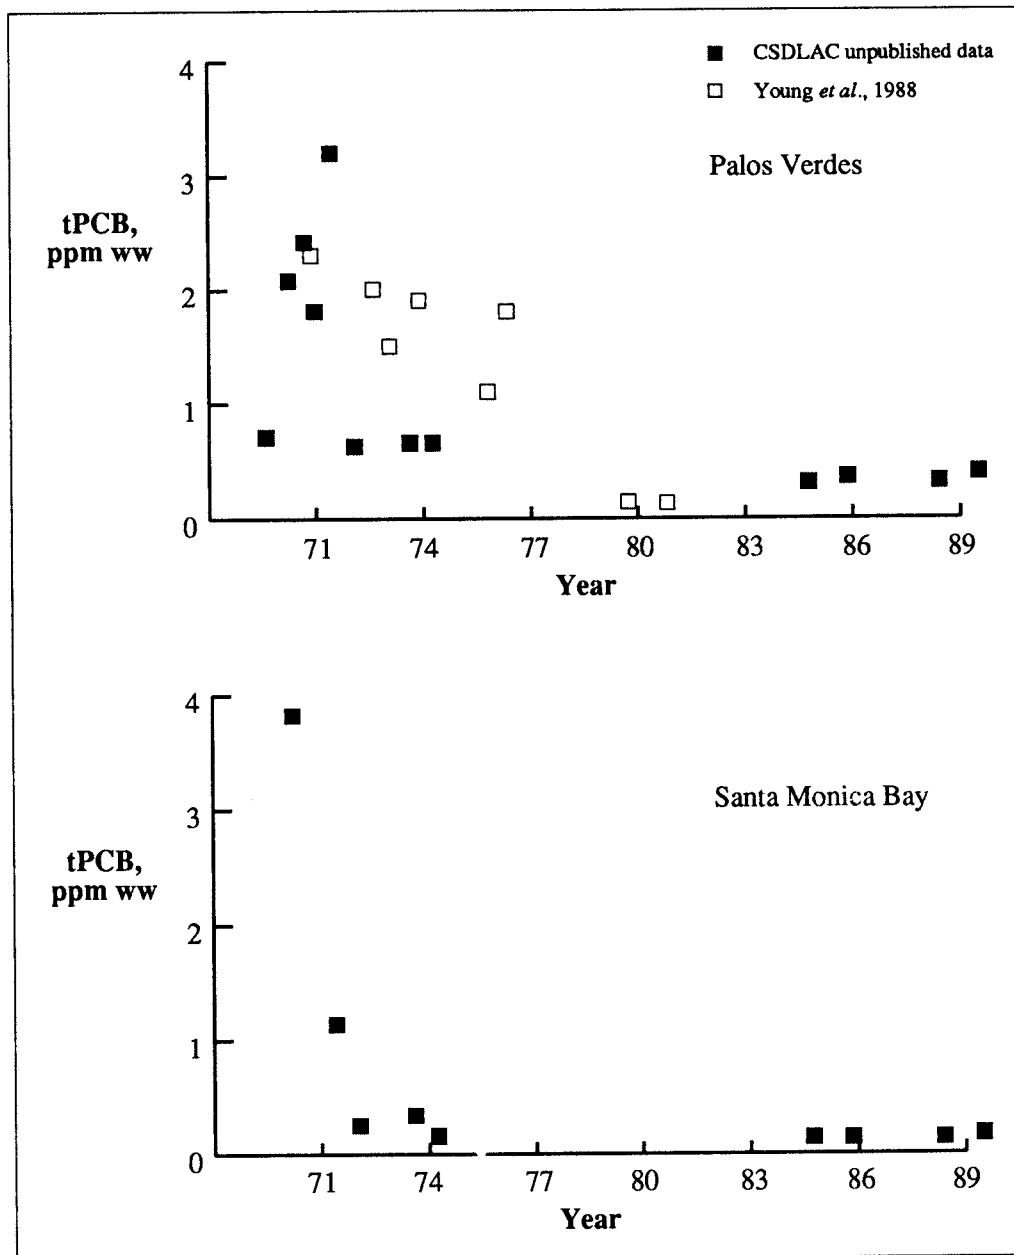 CSDLAC unpublished data
Young et al., 1988
Palos Verdes
4
3
tPCB,
ppm ww
2
1
0
71 74 77 80 83 86 89
Year
Santa Monica Bay
4
3
tPCB,
ppm ww
2
1
0
71 74 77 80 83 86 89
Year